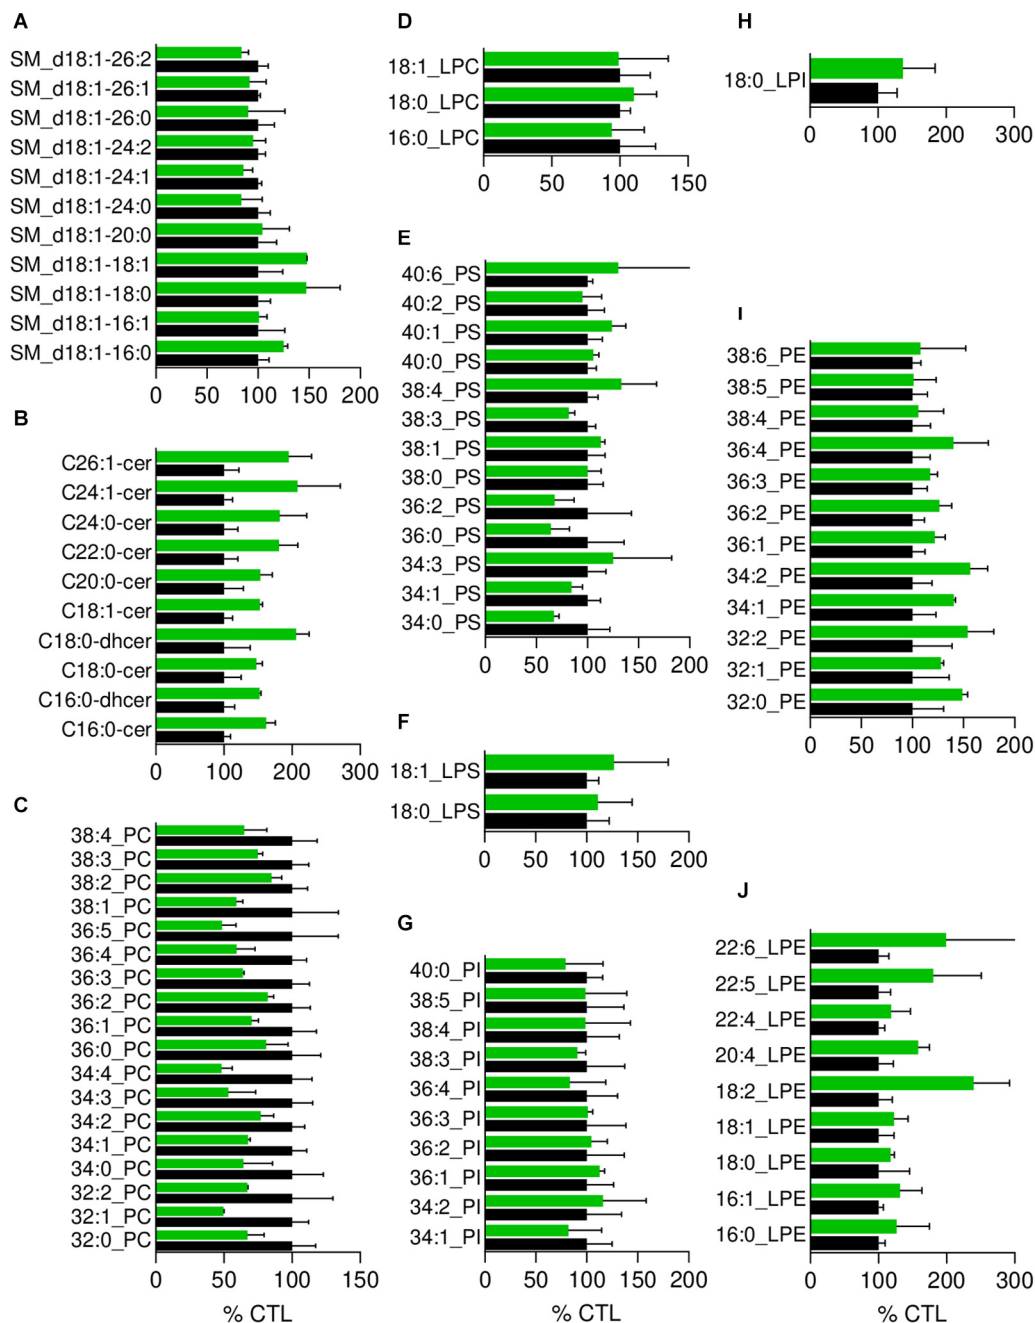 A
SM_d18:1-26:2
SM_d18:1-26:1
SM_d18:1-26:0
SM_d18:1-24:2
SM_d18:1-24:1
SM_d18:1-24:0
SM_d18:1-20:0
SM_d18:1-18:1
SM_d18:1-18:0
SM_d18:1-16:1
SM_d18:1-16:0
0 50 100 150 200
B
C26:1-cer
C24:1-cer
C24:0-cer
C22:0-cer
C20:0-cer
C18:1-cer
C18:0-dhcer
C18:0-cer
C16:0-dhcer
C16:0-cer
0 100 200 300
C
38:4_PC
38:3_PC
38:2_PC
38:1_PC
36:5_PC
36:4_PC
36:3_PC
36:2_PC
36:1_PC
36:0_PC
34:4_PC
34:3_PC
34:2_PC
34:1_PC
34:0_PC
32:2_PC
32:1_PC
32:0_PC
0 50 100 150
% CTL
D
18:1_LPC
18:0_LPC
16:0_LPC
0 50 100 150
E
40:6_PS
40:2_PS
40:1_PS
40:0_PS
38:4_PS
38:3_PS
38:1_PS
38:0_PS
36:2_PS
36:0_PS
34:3_PS
34:1_PS
34:0_PS
0 50 100 150 200
F
18:1_LPS
18:0_LPS
0 50 100 150 200
G
40:0_PI
38:5_PI
38:4_PI
38:3_PI
36:4_PI
36:3_PI
36:2_PI
36:1_PI
34:2_PI
34:1_PI
0 50 100 150 200
% CTL
H
18:0_LPI
0 100 200 300
I
38:6_PE
38:5_PE
38:4_PE
36:4_PE
36:3_PE
36:2_PE
36:1_PE
34:2_PE
34:1_PE
32:2_PE
32:1_PE
32:0_PE
0 50 100 150 200
J
22:6_LPE
22:5_LPE
22:4_LPE
20:4_LPE
18:2_LPE
18:1_LPE
18:0_LPE
16:1_LPE
16:0_LPE
0 100 200 300
% CTL